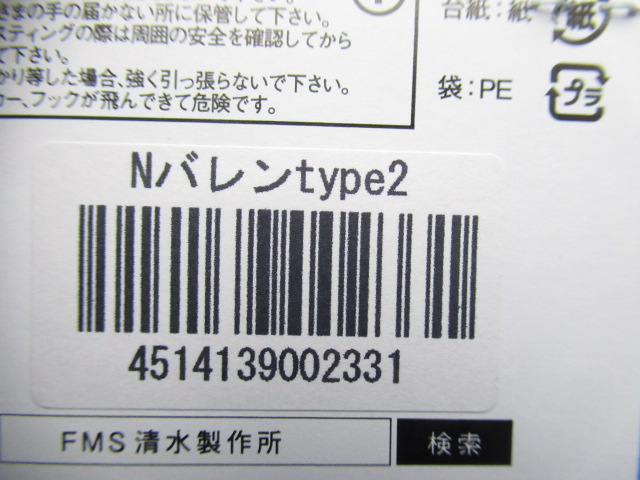 さまの手の届かない所に保管して下さい。
スティングの際は周囲の安全を確認してから
て下さい。
かり等した場合、強く引っ張らないで下さい。
カー、フックが飛んできて危険です。
台紙：紙
紙
袋：PE
プラ
Nバレンtype2
4514139002331
FMS 清水製作所
検索